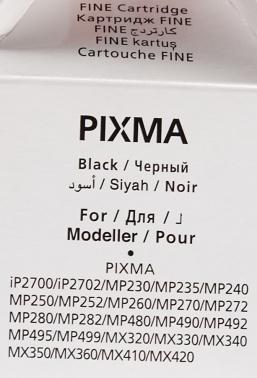 FINE Cartridge
Картридж FINE
كارتردج FINE
FINE kartuş
Cartouche FINE
PIXMA
Black / Черный
أسود / Siyah / Noir
For / Для / لـ
Modeller / Pour
•
PIXMA
iP2700/iP2702/MP230/MP235/MP240
MP250/MP252/MP260/MP270/MP272
MP280/MP282/MP480/MP490/MP492
MP495/MP499/MX320/MX330/MX340
MX350/MX360/MX410/MX420